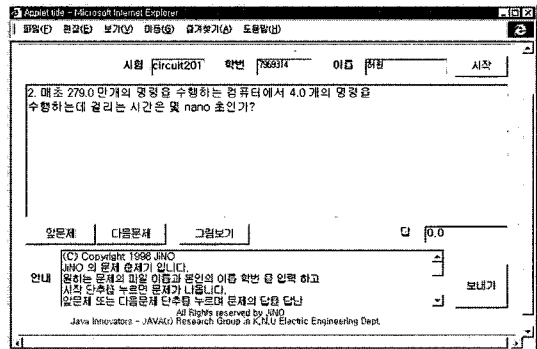 Applet title - Microsoft Internet Explorer
파일(F) 편집(E) 보기(V) 이동(G) 즐겨찾기(A) 도움말(H)
시험 circuit201 학번 7969314 이름 허원 시작
2. 매초 279.0 만개의 명령을 수행하는 컴퓨터에서 4.0 개의 명령을
수행하는데 걸리는 시간은 몇 nano 초인가?
앞문제 다음문제 그림보기 답 0.0
(C) Copyright 1998 JiNO
JiNO 의 문제 출제기 입니다.
안내 원하는 문제의 파일 이름과 본인의 이름 학번 을 입력 하고
시작 단추를 누르면 문제가 나옵니다.
앞문제 또는 다음문제 단추를 누르며 문제의 답을 답난
보내기
All Rights reserved by JiNO
Java Innovators - JAVA(r) Research Group in K.N.U Electric Engineering Dept.